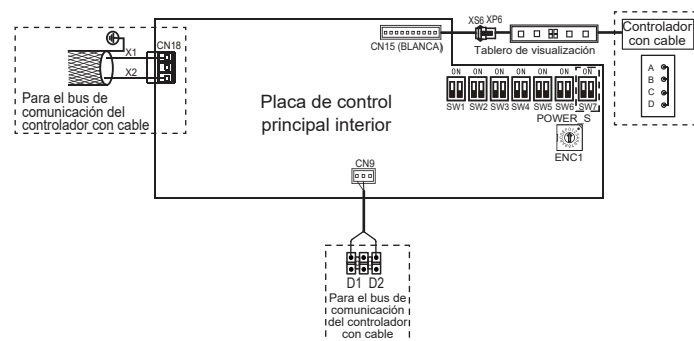 X1
X2
CN18
Para el bus de
comunicación del
controlador con cable
CN15 (BLANCA)
XS6 XP6
Tablero de visualización
Controlador
con cable
A
B
C
D
Placa de control
principal interior
ON ON ON ON ON ON ON
SW1 SW2 SW3 SW4 SW5 SW6 SW7
POWER_S
ENC1
CN9
D1 D2
Para el bus de
comunicación
del controlador
con cable